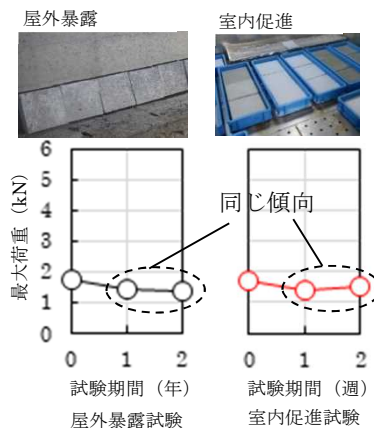 屋外暴露
室内促進
最大荷重（kN）
6
5
4
3
2
1
0
同じ傾向
0 1 2
0 1 2
試験期間（年）
試験期間（週）
屋外暴露試験
室内促進試験